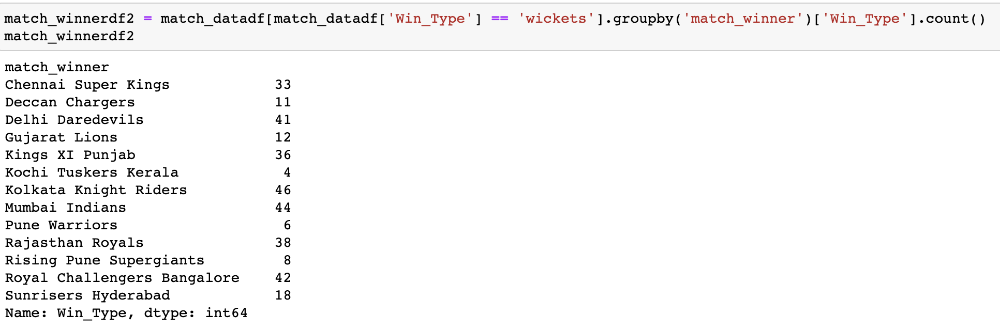 match_winnerdf2 = match_datadf[match_datadf['Win_Type'] == 'wickets'].groupby('match_winner')['Win_Type'].count()
match_winnerdf2
match_winner
Chennai Super Kings 33
Deccan Chargers 11
Delhi Daredevils 41
Gujarat Lions 12
Kings XI Punjab 36
Kochi Tuskers Kerala 4
Kolkata Knight Riders 46
Mumbai Indians 44
Pune Warriors 6
Rajasthan Royals 38
Rising Pune Supergiants 8
Royal Challengers Bangalore 42
Sunrisers Hyderabad 18
Name: Win_Type, dtype: int64